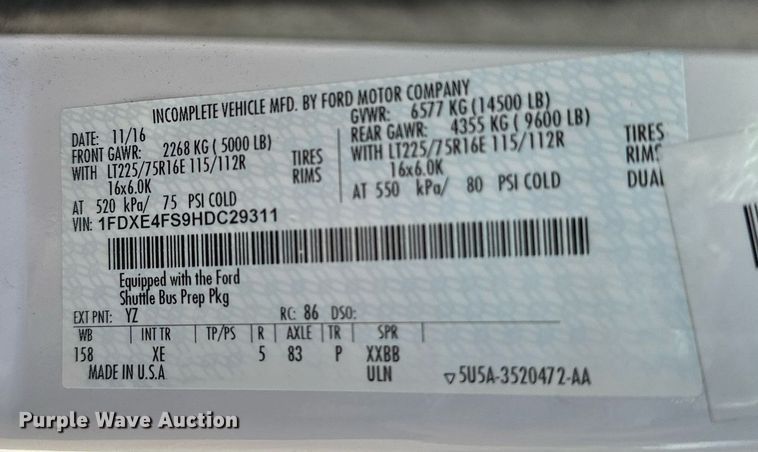 INCOMPLETE VEHICLE MFD. BY FORD MOTOR COMPANY
DATE: 11/16 GVWR: 6577 KG (14500 LB)
FRONT GAWR: 2268 KG ( 5000 LB) REAR GAWR: 4355 KG ( 9600 LB)
WITH LT225/75R16E 115/112R TIRES WITH LT225/75R16E 115/112R TIRES
16x6.0K RIMS 16x6.0K
AT 520 kPa/ 75 PSI COLD AT 550 kPa/ 80 PSI COLD
VIN: 1FDXE4FS9HDC29311
Equipped with the Ford
Shuttle Bus Prep Pkg
EXT PNT: YZ RC: 86 DSO:
WB INT TR TP/PS R AXLE TR SPR
158 XE 5 83 P XXBB
MADE IN U.S.A ULN ▽5U5A-3520472-AA
Purple Wave Auction